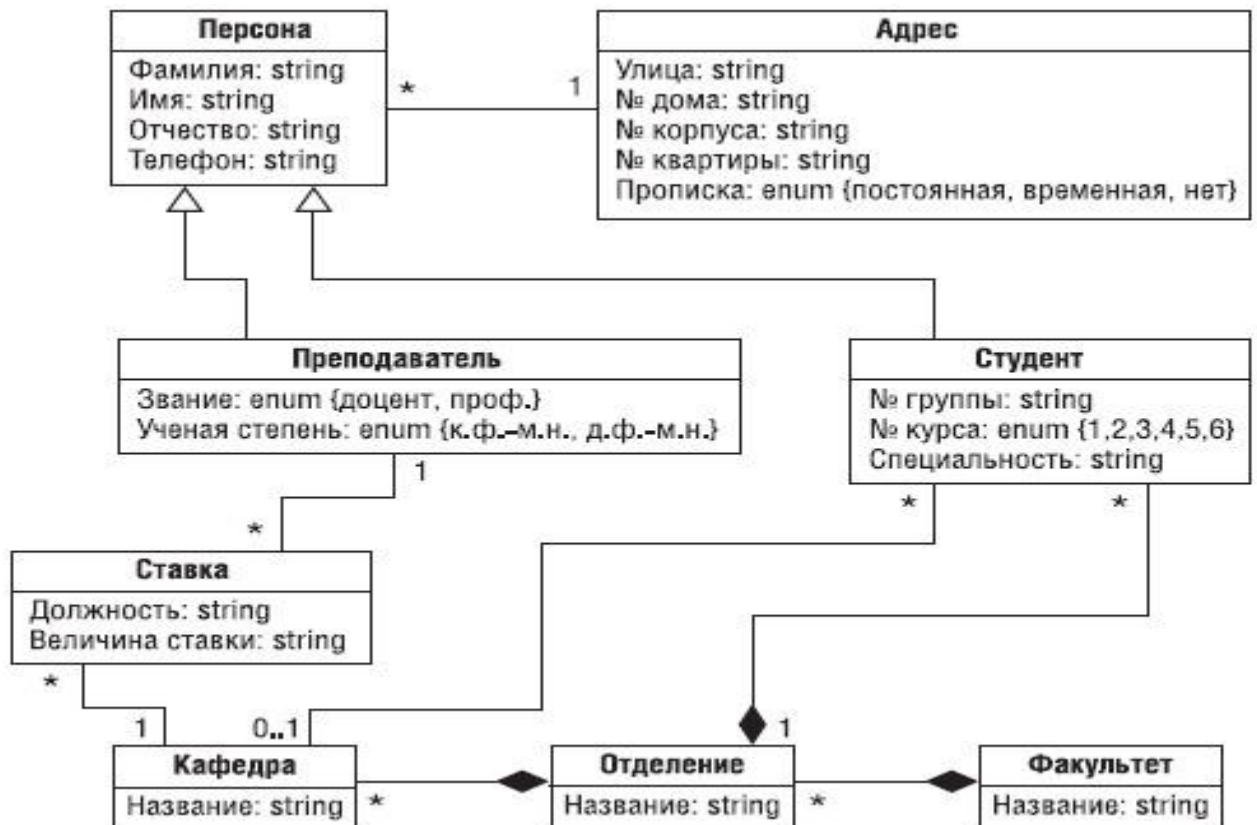 Персона
Фамилия: string
Имя: string
Отчество: string
Телефон: string
*
1
Адрес
Улица: string
№ дома: string
№ корпуса: string
№ квартиры: string
Прописка: enum {постоянная, временная, нет}
Преподаватель
Звание: enum {доцент, проф.}
Ученая степень: enum {к.ф.-м.н., д.ф.-м.н.}
Студент
№ группы: string
№ курса: enum {1,2,3,4,5,6}
Специальность: string
1
*
*
*
Ставка
Должность: string
Величина ставки: string
*
1
0..1
1
Кафедра
Название: string
*
Отделение
Название: string
*
Факультет
Название: string